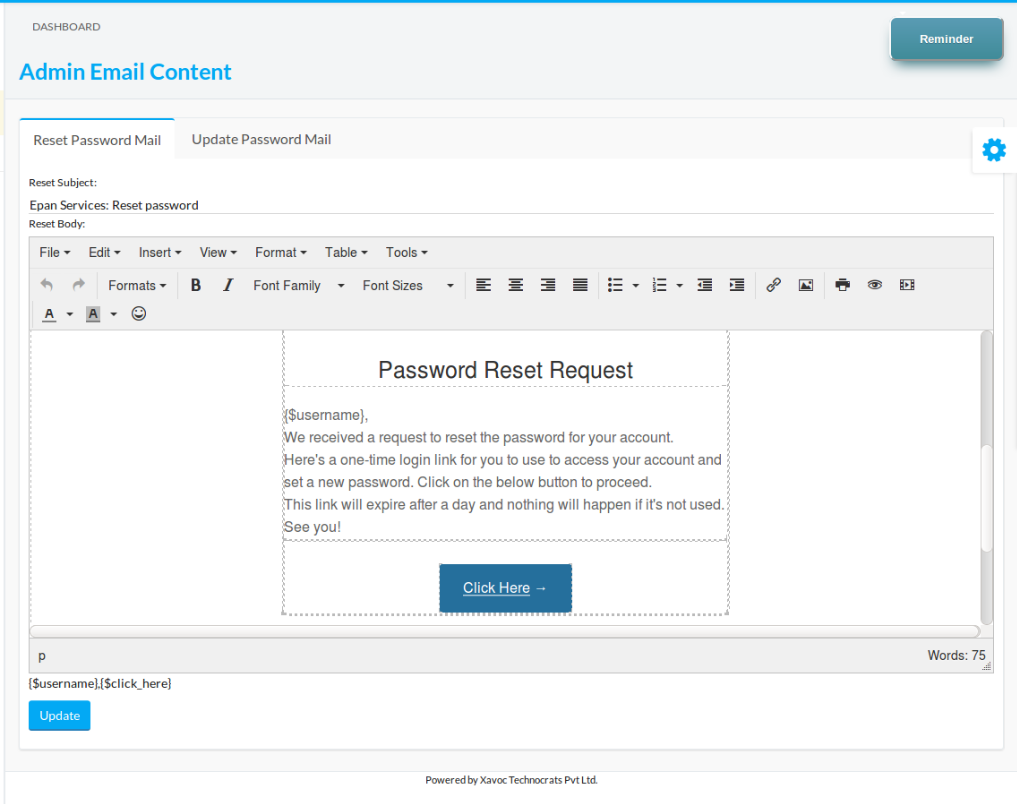 DASHBOARD
Reminder
Admin Email Content
Reset Password Mail
Update Password Mail
Reset Subject:
Epan Services: Reset password
Reset Body:
File Edit Insert View Format Table Tools
Formats B I Font Family Font Sizes
A A
Password Reset Request
{$username},
We received a request to reset the password for your account.
Here's a one-time login link for you to use to access your account and
set a new password. Click on the below button to proceed.
This link will expire after a day and nothing will happen if it's not used.
See you!
Click Here →
p
Words: 75
{$username},{$click_here}
Update
Powered by Xavoc Technocrats Pvt Ltd.